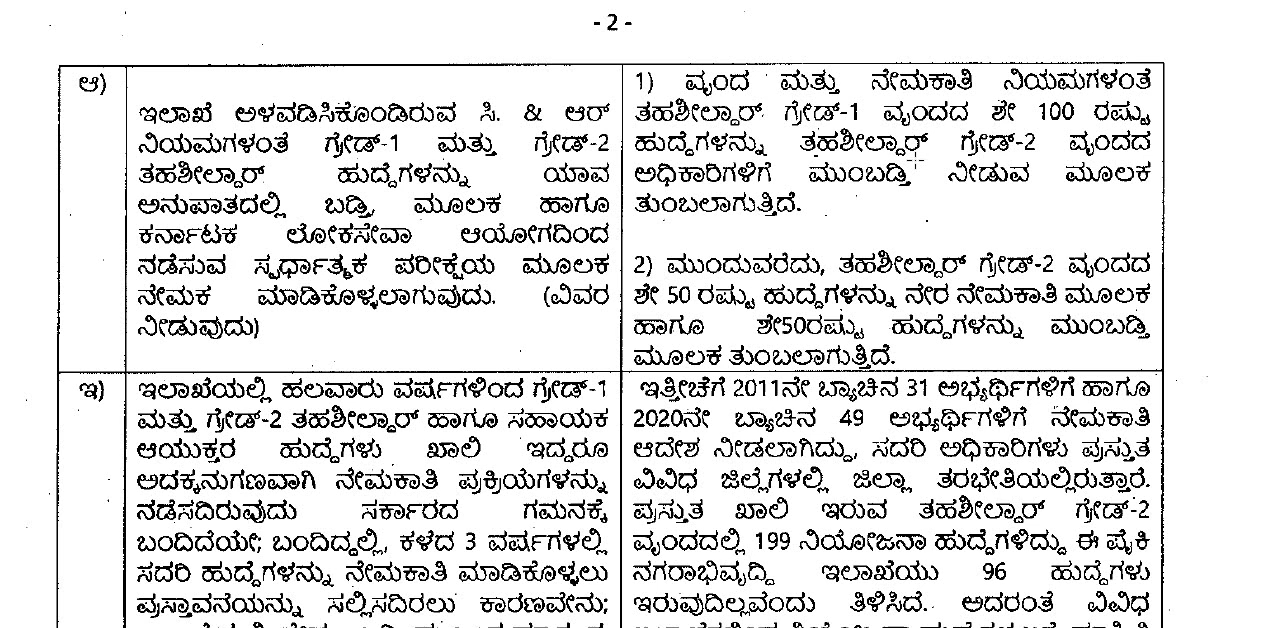 - 2 -
ಆ)
ಇಲಾಖೆ ಅಳವಡಿಸಿಕೊಂಡಿರುವ ಸಿ. & ಆರ್
ನಿಯಮಗಳಂತೆ ಗ್ರೇಡ್-1 ಮತ್ತು ಗ್ರೇಡ್-2
ತಹಶೀಲ್ದಾರ್ ಹುದ್ದೆಗಳನ್ನು ಯಾವ
ಅನುಪಾತದಲ್ಲಿ ಬಡ್ತಿ ಮೂಲಕ ಹಾಗೂ
ಕರ್ನಾಟಕ ಲೋಕಸೇವಾ ಆಯೋಗದಿಂದ
ನಡೆಸುವ ಸ್ಪರ್ಧಾತ್ಮಕ ಪರೀಕ್ಷೆಯ ಮೂಲಕ
ನೇಮಕ ಮಾಡಿಕೊಳ್ಳಲಾಗುವುದು. (ವಿವರ
ನೀಡುವುದು)
1) ವೃಂದ ಮತ್ತು ನೇಮಕಾತಿ ನಿಯಮಗಳಂತೆ
ತಹಶೀಲ್ದಾರ್ ಗ್ರೇಡ್-1 ವೃಂದದ ಶೇ 100 ರಷ್ಟು
ಹುದ್ದೆಗಳನ್ನು ತಹಶೀಲ್ದಾರ್ ಗ್ರೇಡ್-2 ವೃಂದದ
ಅಧಿಕಾರಿಗಳಿಗೆ ಮುಂಬಡ್ತಿ ನೀಡುವ ಮೂಲಕ
ತುಂಬಲಾಗುತ್ತಿದೆ.
2) ಮುಂದುವರೆದು, ತಹಶೀಲ್ದಾರ್ ಗ್ರೇಡ್-2 ವೃಂದದ
ಶೇ 50 ರಷ್ಟು ಹುದ್ದೆಗಳನ್ನು ನೇರ ನೇಮಕಾತಿ ಮೂಲಕ
ಹಾಗೂ ಶೇ50ರಷ್ಟು ಹುದ್ದೆಗಳನ್ನು ಮುಂಬಡ್ತಿ
ಮೂಲಕ ತುಂಬಲಾಗುತ್ತಿದೆ.
ಇ)
ಇಲಾಖೆಯಲ್ಲಿ ಹಲವಾರು ವರ್ಷಗಳಿಂದ ಗ್ರೇಡ್-1
ಮತ್ತು ಗ್ರೇಡ್-2 ತಹಶೀಲ್ದಾರ್ ಹಾಗೂ ಸಹಾಯಕ
ಆಯುಕ್ತರ ಹುದ್ದೆಗಳು ಖಾಲಿ ಇದ್ದರೂ
ಅದಕ್ಕನುಗಣವಾಗಿ ನೇಮಕಾತಿ ಪ್ರಕ್ರಿಯೆಗಳನ್ನು
ನಡೆಸದಿರುವುದು ಸರ್ಕಾರದ ಗಮನಕ್ಕೆ
ಬಂದಿದೆಯೇ; ಬಂದಿದ್ದಲ್ಲಿ, ಕಳೆದ 3 ವರ್ಷಗಳಲ್ಲಿ
ಸದರಿ ಹುದ್ದೆಗಳನ್ನು ನೇಮಕಾತಿ ಮಾಡಿಕೊಳ್ಳಲು
ಪ್ರಸ್ತಾವನೆಯನ್ನು ಸಲ್ಲಿಸದಿರಲು ಕಾರಣವೇನು;
ಇತ್ತೀಚೆಗೆ 2011ನೇ ಬ್ಯಾಚಿನ 31 ಅಭ್ಯರ್ಥಿಗಳಿಗೆ ಹಾಗೂ
2020ನೇ ಬ್ಯಾಚಿನ 49 ಅಭ್ಯರ್ಥಿಗಳಿಗೆ ನೇಮಕಾತಿ
ಆದೇಶ ನೀಡಲಾಗಿದ್ದು, ಸದರಿ ಅಧಿಕಾರಿಗಳು ಪ್ರಸ್ತುತ
ವಿವಿಧ ಜಿಲ್ಲೆಗಳಲ್ಲಿ ಜಿಲ್ಲಾ ತರಭೇತಿಯಲ್ಲಿರುತ್ತಾರೆ.
ಪ್ರಸ್ತುತ ಖಾಲಿ ಇರುವ ತಹಶೀಲ್ದಾರ್ ಗ್ರೇಡ್-2
ವೃಂದದಲ್ಲಿ 199 ನಿಯೋಜನಾ ಹುದ್ದೆಗಳಿದ್ದು ಈ ಪೈಕಿ
ನಗರಾಭಿವೃದ್ಧಿ ಇಲಾಖೆಯು 96 ಹುದ್ದೆಗಳು
ಇರುವುದಿಲ್ಲವೆಂದು ತಿಳಿಸಿದೆ. ಅದರಂತೆ ವಿವಿಧ